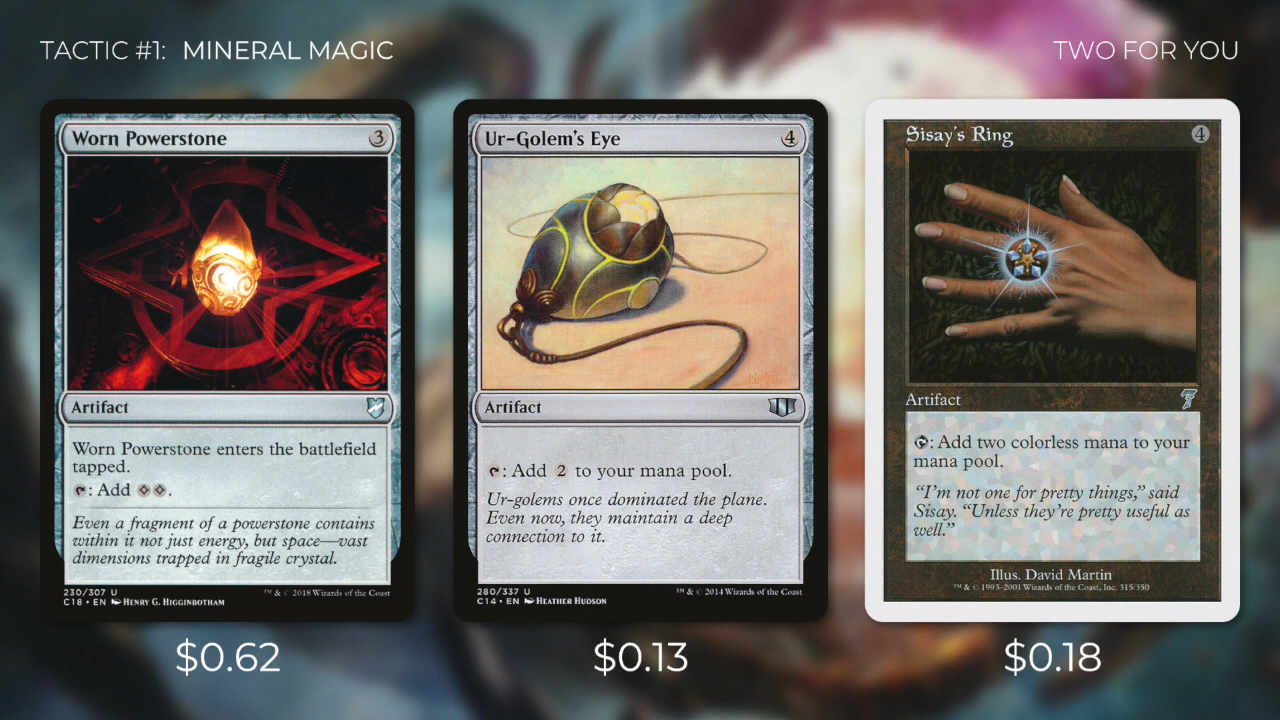 TACTIC #1: MINERAL MAGIC
TWO FOR YOU
Worn Powerstone 3
Artifact
Worn Powerstone enters the battlefield
tapped.
: Add .
Even a fragment of a powerstone contains
within it not just energy, but space—vast
dimensions trapped in fragile crystal.
230/307 U
C18 • EN HENRY G. HIGGINBOTHAM
™ & © 2018 Wizards of the Coast
$0.62
Ur-Golem's Eye 4
Artifact
: Add 2 to your mana pool.
Ur-golems once dominated the plane.
Even now, they maintain a deep
connection to it.
280/337 U
C14 • EN HEATHER HUDSON
™ & © 2014 Wizards of the Coast
$0.13
Sisay's Ring 4
Artifact
: Add two colorless mana to your
mana pool.
"I'm not one for pretty things," said
Sisay. "Unless they're pretty useful as
well."
Illus. David Martin
™ & © 1993-2001 Wizards of the Coast, Inc. 315/350
$0.18